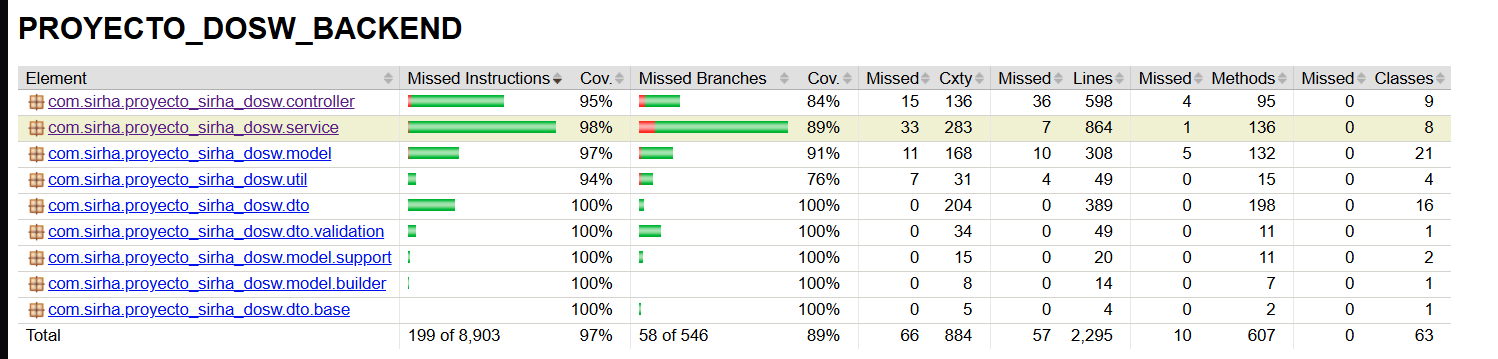 PROYECTO_DOSW_BACKEND
Element Missed Instructions Cov. Missed Branches Cov. Missed Cxty Missed Lines Missed Methods Missed Classes
com.sirha.proyecto_sirha_dosw.controller 95% 84% 15 136 36 598 4 95 0 9
com.sirha.proyecto_sirha_dosw.service 98% 89% 33 283 7 864 1 136 0 8
com.sirha.proyecto_sirha_dosw.model 97% 91% 11 168 10 308 5 132 0 21
com.sirha.proyecto_sirha_dosw.util 94% 76% 7 31 4 49 0 15 0 4
com.sirha.proyecto_sirha_dosw.dto 100% 100% 0 204 0 389 0 198 0 16
com.sirha.proyecto_sirha_dosw.dto.validation 100% 100% 0 34 0 49 0 11 0 1
com.sirha.proyecto_sirha_dosw.model.support 100% 100% 0 15 0 20 0 11 0 2
com.sirha.proyecto_sirha_dosw.model.builder 100% 100% 0 8 0 14 0 7 0 1
com.sirha.proyecto_sirha_dosw.dto.base 100% 100% 0 5 0 4 0 2 0 1
Total 199 of 8,903 97% 58 of 546 89% 66 884 57 2,295 10 607 0 63